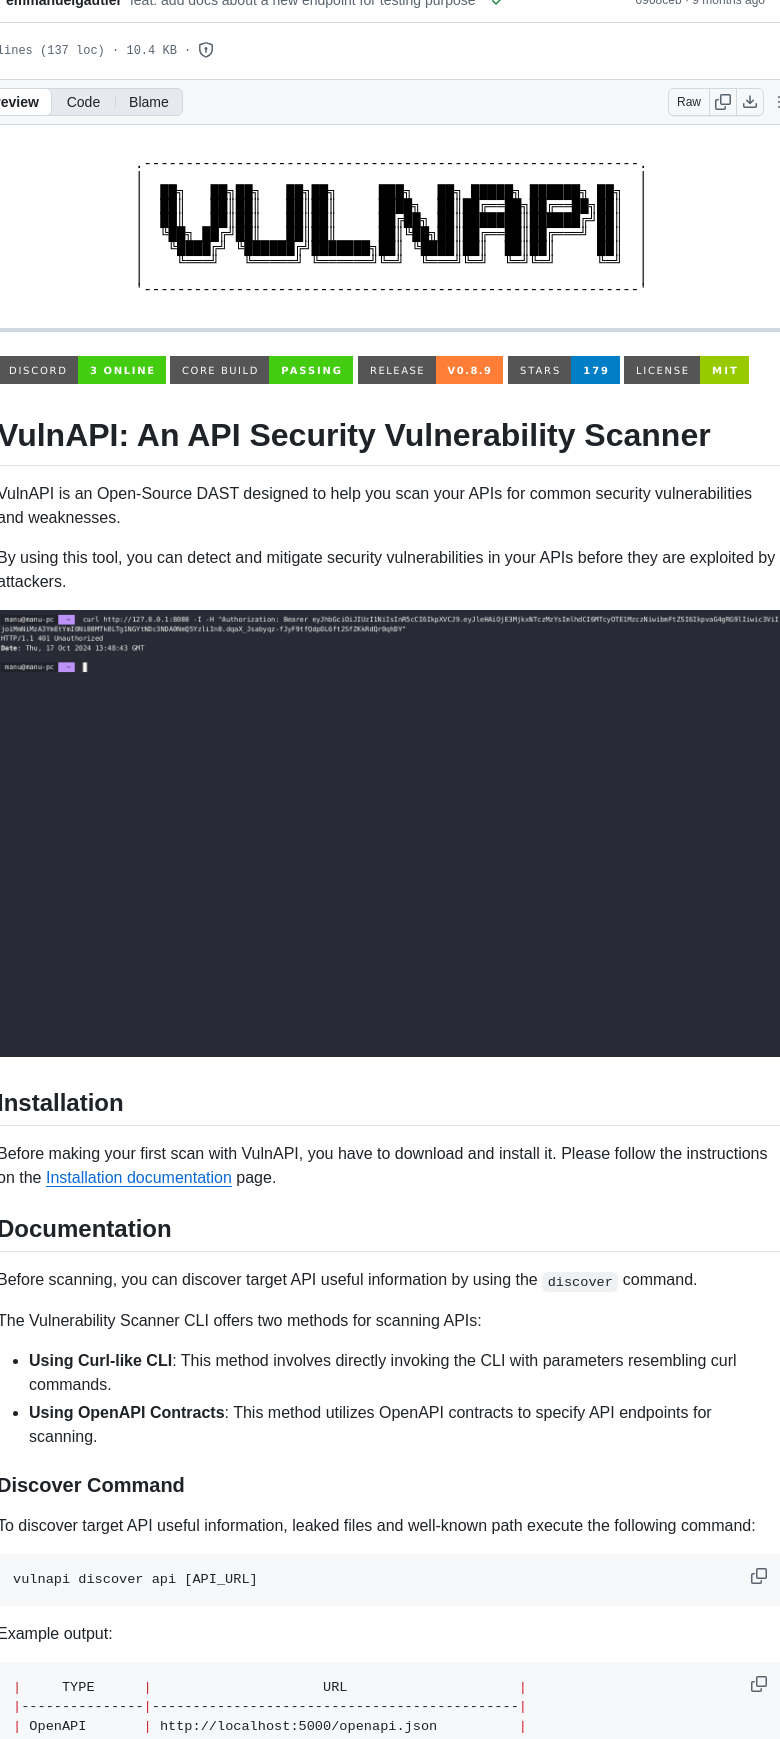 emmanuelgautier feat: add docs about a new endpoint for testing purpose 0908ceb · 9 months ago
lines (137 loc) · 10.4 KB ·
eview Code Blame Raw
VULNAPI
DISCORD 3 ONLINE CORE BUILD PASSING RELEASE V0.8.9 STARS 179 LICENSE MIT
VulnAPI: An API Security Vulnerability Scanner
VulnAPI is an Open-Source DAST designed to help you scan your APIs for common security vulnerabilities
and weaknesses.
By using this tool, you can detect and mitigate security vulnerabilities in your APIs before they are exploited by
attackers.
manu@manu-pc ~ curl http://127.0.0.1:8080 -I -H "Authorization: Bearer
HTTP/1.1 401 Unauthorized
Date: Thu, 17 Oct 2024 13:48:43 GMT
manu@manu-pc ~
Installation
Before making your first scan with VulnAPI, you have to download and install it. Please follow the instructions
on the Installation documentation page.
Documentation
Before scanning, you can discover target API useful information by using the discover command.
The Vulnerability Scanner CLI offers two methods for scanning APIs:
• Using Curl-like CLI: This method involves directly invoking the CLI with parameters resembling curl
commands.
• Using OpenAPI Contracts: This method utilizes OpenAPI contracts to specify API endpoints for
scanning.
Discover Command
To discover target API useful information, leaked files and well-known path execute the following command:
vulnapi discover api [API_URL]
Example output:
| TYPE | URL |
|---------------|---------------------------------------------|
| OpenAPI | http://localhost:5000/openapi.json |